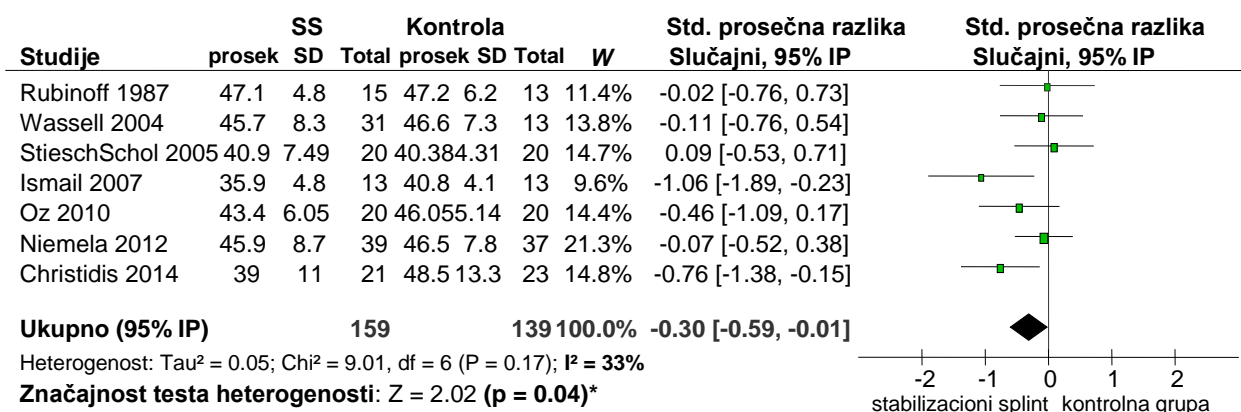 SS Kontrola Std. prosečna razlika Std. prosečna razlika
Studije prosek SD Total prosek SD Total W Slučajni, 95% IP Slučajni, 95% IP
Rubinoff 1987 47.1 4.8 15 47.2 6.2 13 11.4% -0.02 [-0.76, 0.73]
Wassell 2004 45.7 8.3 31 46.6 7.3 13 13.8% -0.11 [-0.76, 0.54]
StieschSchol 2005 40.9 7.49 20 40.38 4.31 20 14.7% 0.09 [-0.53, 0.71]
Ismail 2007 35.9 4.8 13 40.8 4.1 13 9.6% -1.06 [-1.89, -0.23]
Oz 2010 43.4 6.05 20 46.05 5.14 20 14.4% -0.46 [-1.09, 0.17]
Niemela 2012 45.9 8.7 39 46.5 7.8 37 21.3% -0.07 [-0.52, 0.38]
Christidis 2014 39 11 21 48.5 13.3 23 14.8% -0.76 [-1.38, -0.15]
Ukupno (95% IP) 159 139 100.0% -0.30 [-0.59, -0.01]
Heterogenost: Tau² = 0.05; Chi² = 9.01, df = 6 (P = 0.17); I² = 33%
Značajnost testa heterogenosti: Z = 2.02 (p = 0.04)*
-2 -1 0 1 2
stabilizacioni splint kontrolna grupa